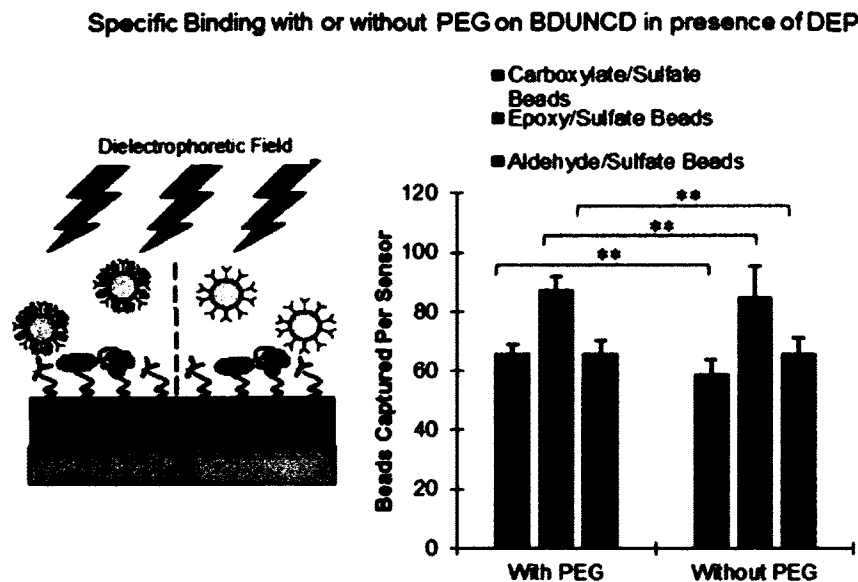 Specific Binding with or without PEG on BDUNCD in presence of DEP
Dielectrophoretic Field
Carboxylate/Sulfate
Beads
Epoxy/Sulfate Beads
Aldehyde/Sulfate Beads
Beads Captured Per Sensor
120
100
80
60
40
20
0
**
**
**
With PEG
Without PEG